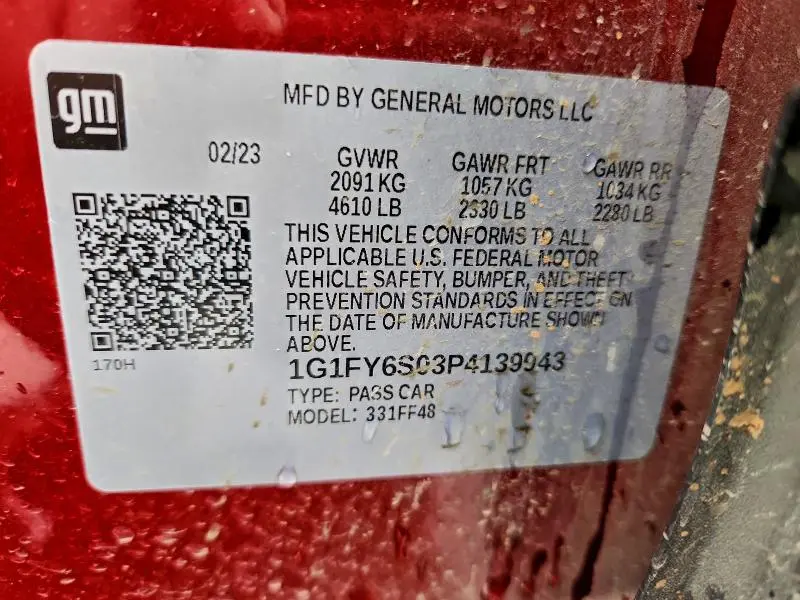 gm
MFD BY GENERAL MOTORS LLC
02/23 GVWR GAWR FRT GAWR RR
2091 KG 1057 KG 1034 KG
4610 LB 2330 LB 2280 LB
THIS VEHICLE CONFORMS TO ALL
APPLICABLE U.S. FEDERAL MOTOR
VEHICLE SAFETY, BUMPER, AND THEFT
PREVENTION STANDARDS IN EFFECT ON
THE DATE OF MANUFACTURE SHOWN
ABOVE.
170H
1G1FY6S03P4139943
TYPE: PASS CAR
MODEL: 331FF48